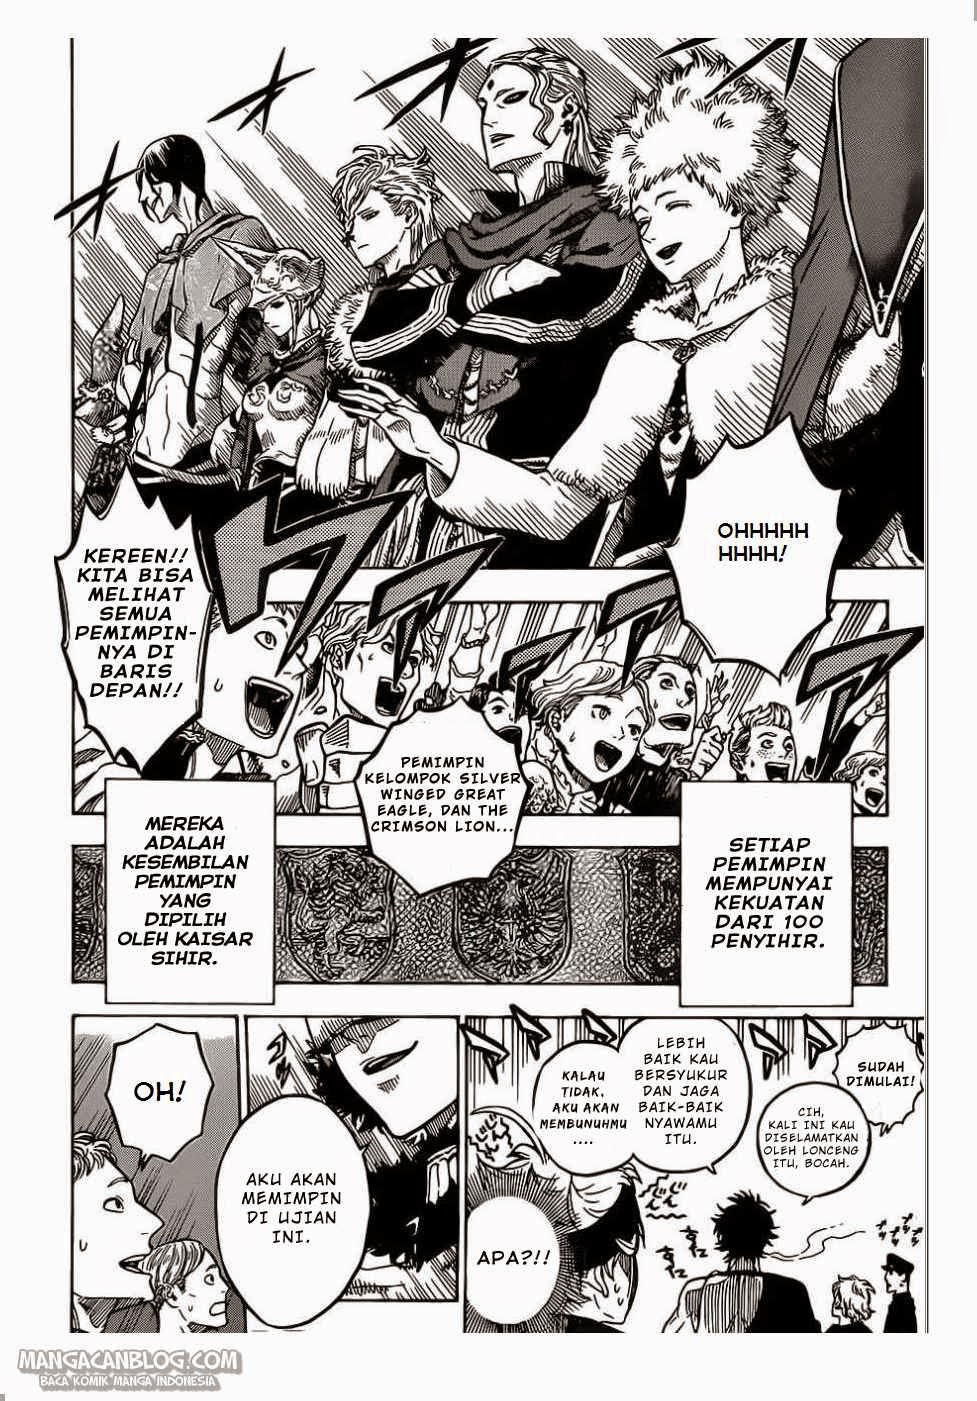 OHHHHH
HHHH!
KEREEN!!
KITA BISA
MELIHAT
SEMUA
PEMIMPIN-
NYA DI
BARIS
DEPAN!!
PEMIMPIN
KELOMPOK SILVER
WINGED GREAT
EAGLE, DAN THE
CRIMSON LION...
SETIAP
PEMIMPIN
MEMPUNYAI
KEKUATAN
DARI 100
PENYIHIR.
MEREKA
ADALAH
KESEMBILAN
PEMIMPIN
YANG
DIPILIH
OLEH KAISAR
SIHIR.
SUDAH
DIMULAI!
CIH,
KALI INI KAU
DISELAMATKAN
OLEH LONCENG
ITU, BOCAH.
LEBIH
BAIK KAU
BERSYUKUR
DAN JAGA
BAIK-BAIK
NYAWAMU
ITU.
KALAU
TIDAK,
AKU AKAN
MEMBUNUHMU
....
APA?!!
AKU AKAN
MEMIMPIN
DI UJIAN
INI.
OH!
MANGACANBLOG.COM
BACA KOMIK MANGA INDONESIA